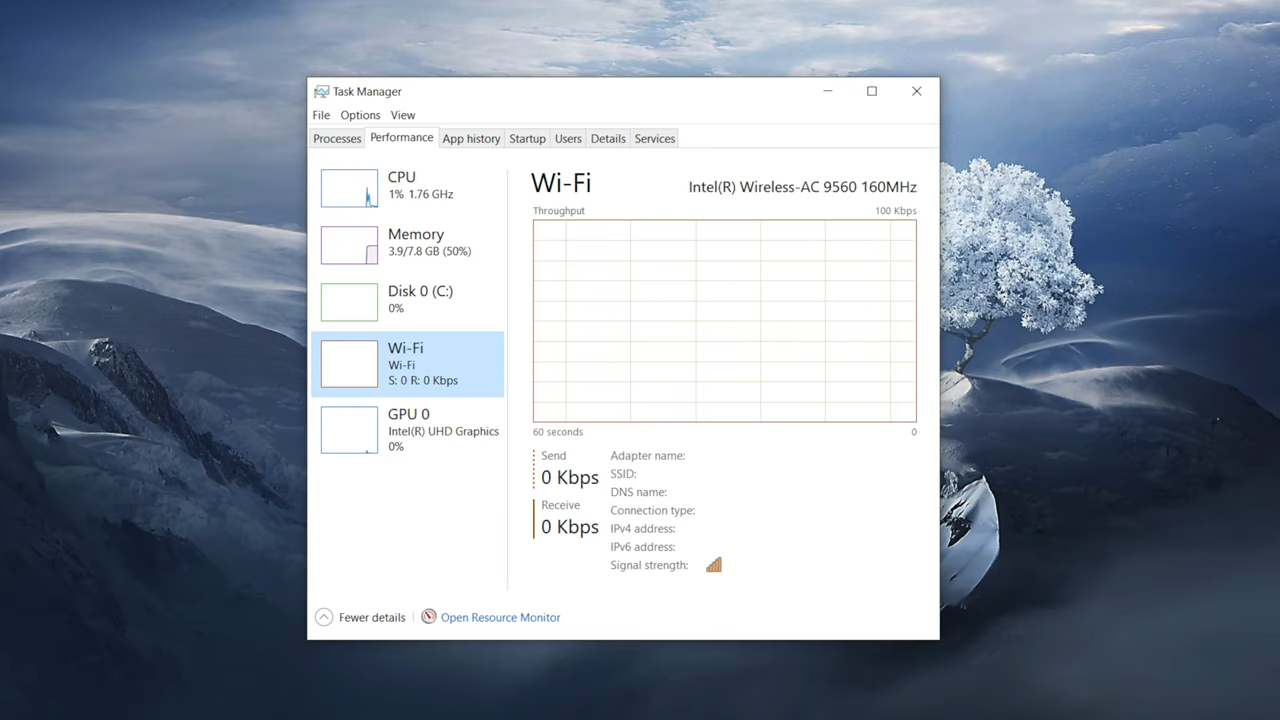 Task Manager
File Options View
Processes Performance App history Startup Users Details Services
CPU
1% 1.76 GHz
Memory
3.9/7.8 GB (50%)
Disk 0 (C:)
0%
Wi-Fi
Wi-Fi
S: 0 R: 0 Kbps
GPU 0
Intel(R) UHD Graphics
0%
Wi-Fi Intel(R) Wireless-AC 9560 160MHz
Throughput 100 Kbps
60 seconds 0
Send
0 Kbps
Receive
0 Kbps
Adapter name:
SSID:
DNS name:
Connection type:
IPv4 address:
IPv6 address:
Signal strength:
Fewer details Open Resource Monitor